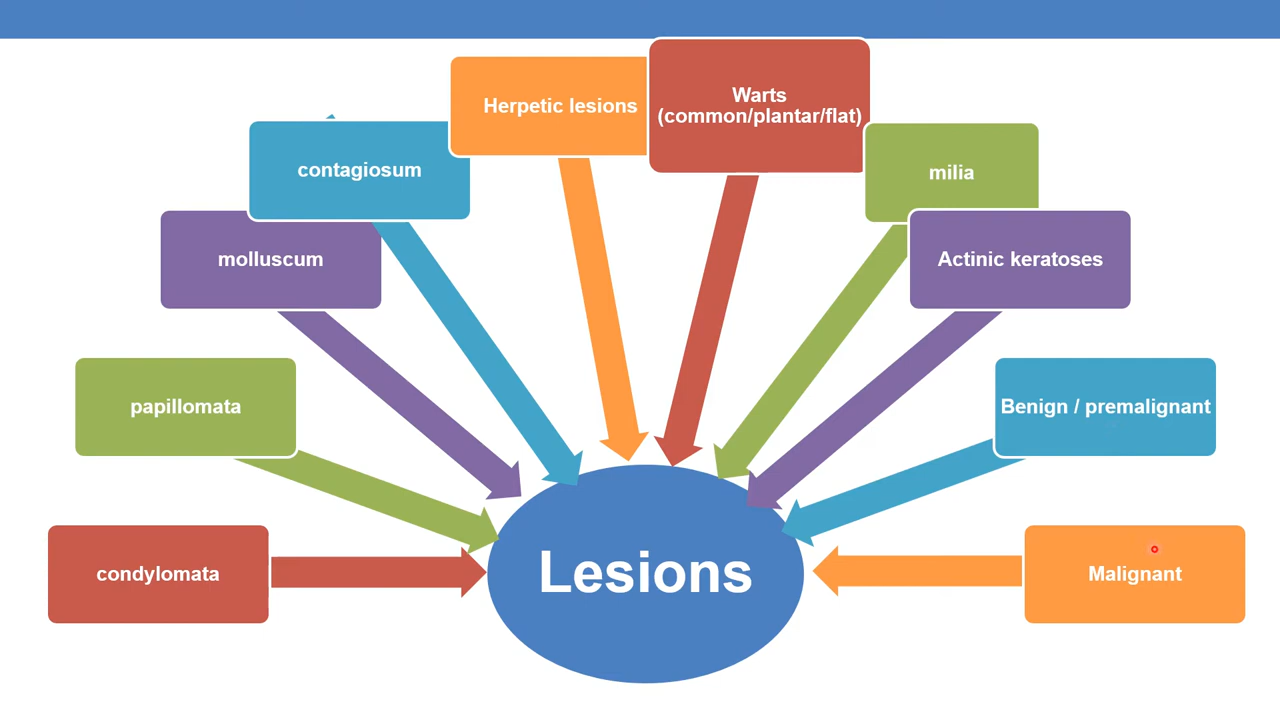 Herpetic lesions
Warts
(common/plantar/flat)
contagiosum
milia
molluscum
Actinic keratoses
papillomata
Benign / premalignant
condylomata
Lesions
Malignant